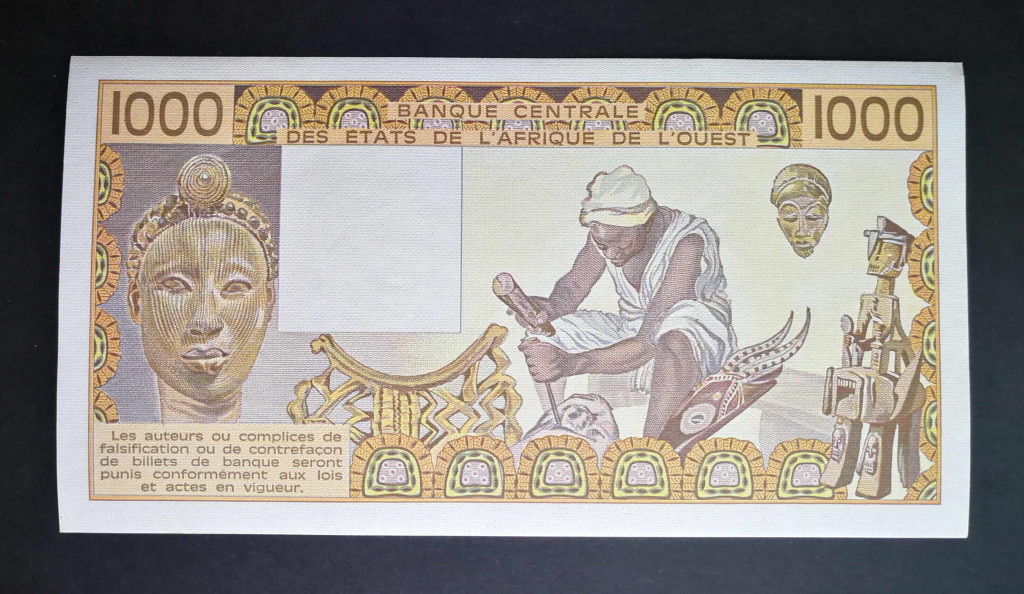 1000
BANQUE CENTRALE
DES ETATS DE L'AFRIQUE DE L'OUEST
1000
Les auteurs ou complices de
falsification ou de contrefaçon
de billets de banque seront
punis conformément aux lois
et actes en vigueur.